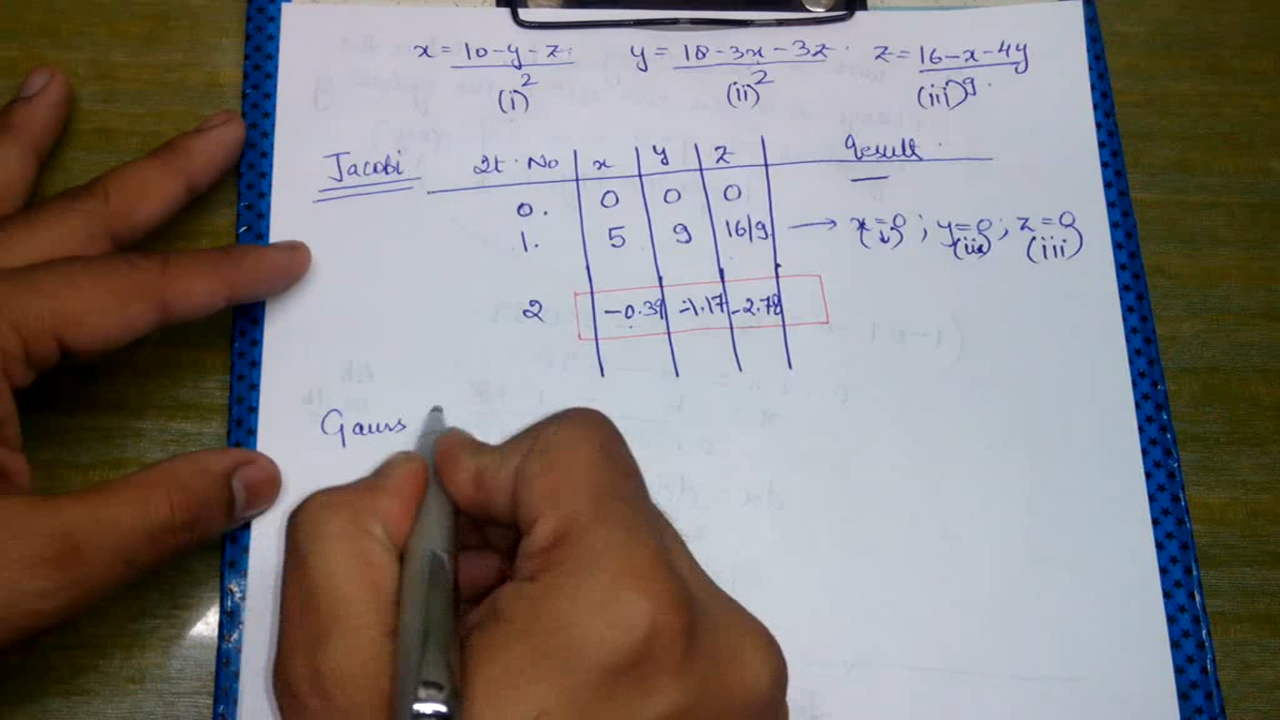 x = 10-y-z / 2 y = 18-3x-3z / 2 z = 16-x-4y / 9
(i) (ii) (iii)
Jacobi It. No x y z Result
0. 0 0 0
1. 5 9 16/9 → x=0 ; y=0 ; z=0
(i) (ii) (iii)
2 -0.39 -1.17 -2.78
Gauss